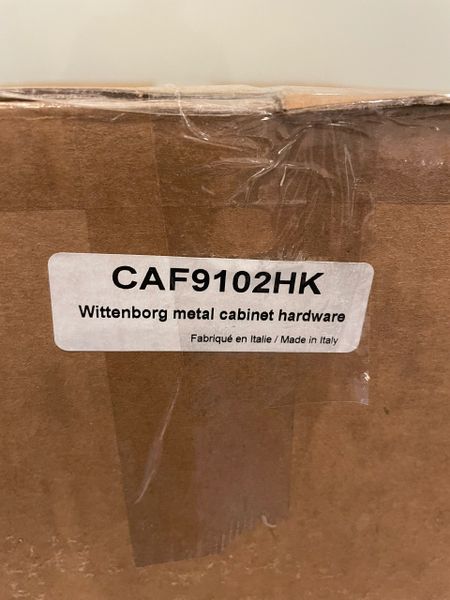 CAF9102HK
Wittenborg metal cabinet hardware
Fabriqué en Italie / Made in Italy